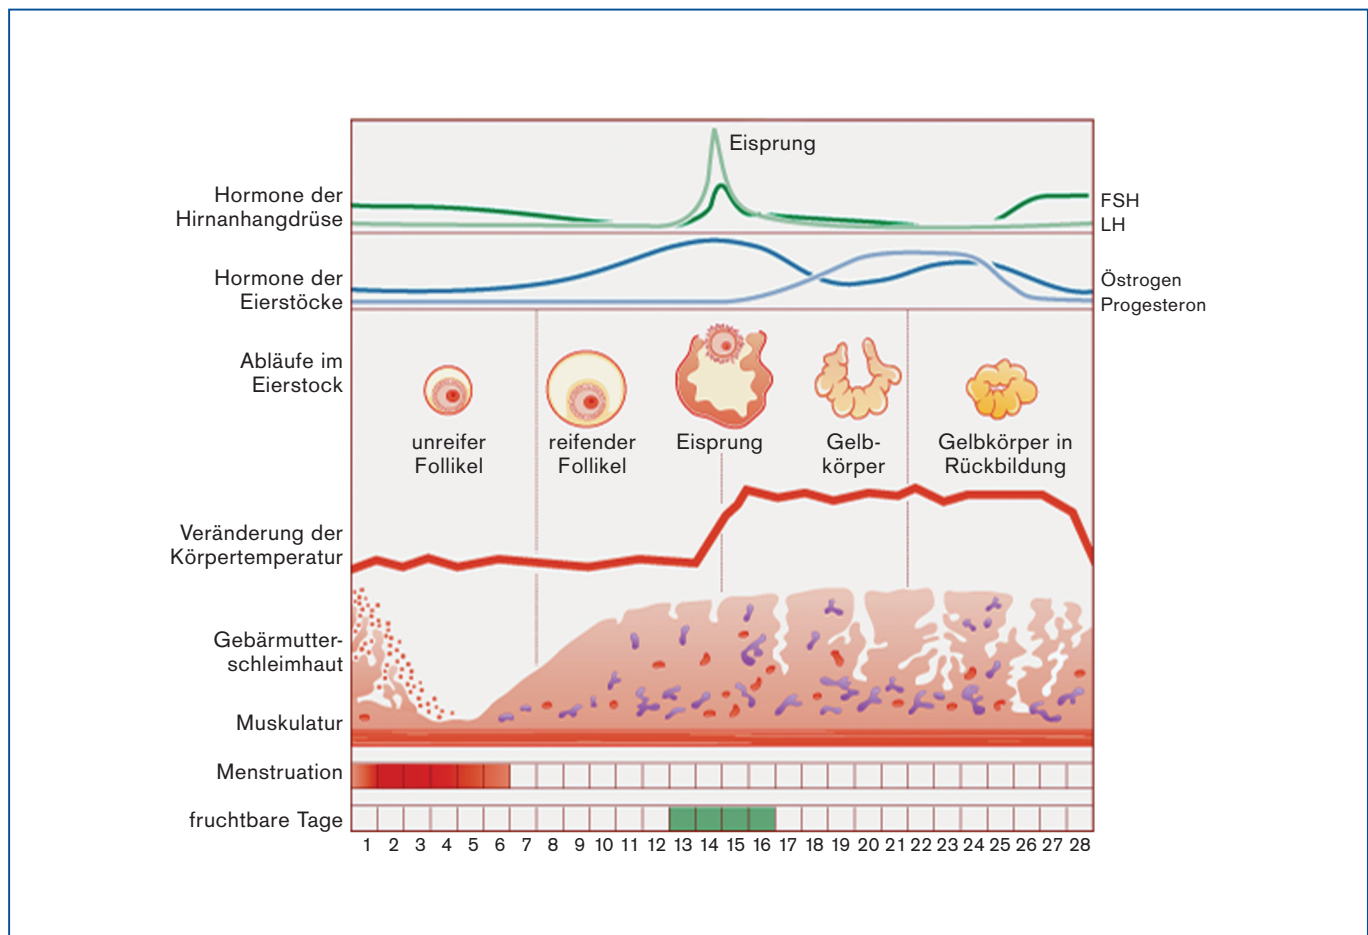 Eisprung
Hormone der
Hirnanhangdrüse
FSH
LH
Hormone der
Eierstöcke
Östrogen
Progesteron
Abläufe im
Eierstock
unreifer
Follikel
reifender
Follikel
Eisprung
Gelb-
körper
Gelbkörper in
Rückbildung
Veränderung der
Körpertemperatur
Gebärmutter-
schleimhaut
Muskulatur
Menstruation
fruchtbare Tage
1 2 3 4 5 6 7 8 9 10 11 12 13 14 15 16 17 18 19 20 21 22 23 24 25 26 27 28